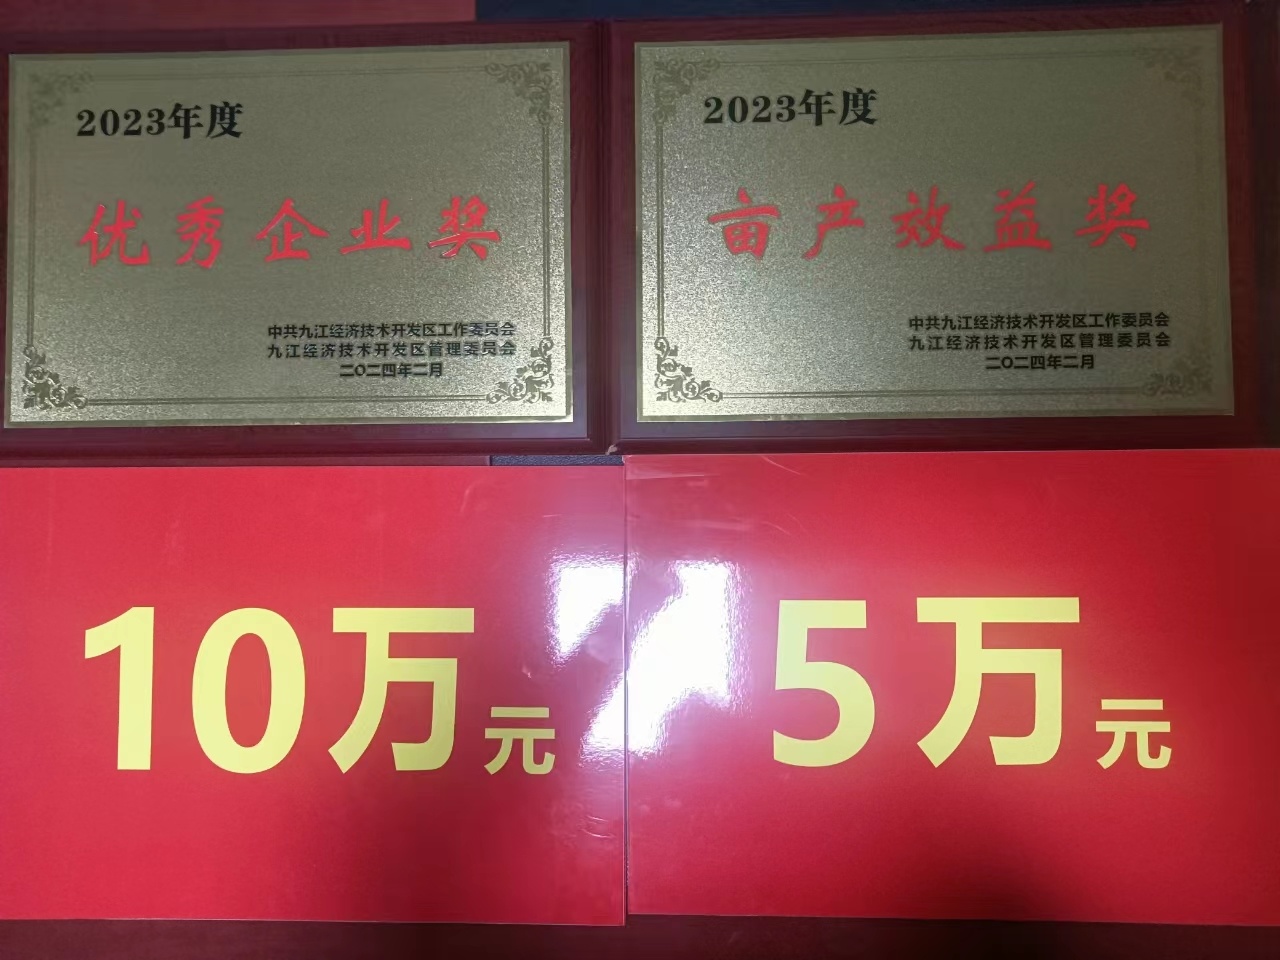 2023年度
优秀企业奖
中共九江经济技术开发区工作委员会
九江经济技术开发区管理委员会
二〇二四年二月
2023年度
亩产效益奖
中共九江经济技术开发区工作委员会
九江经济技术开发区管理委员会
二〇二四年二月
10万元
5万元